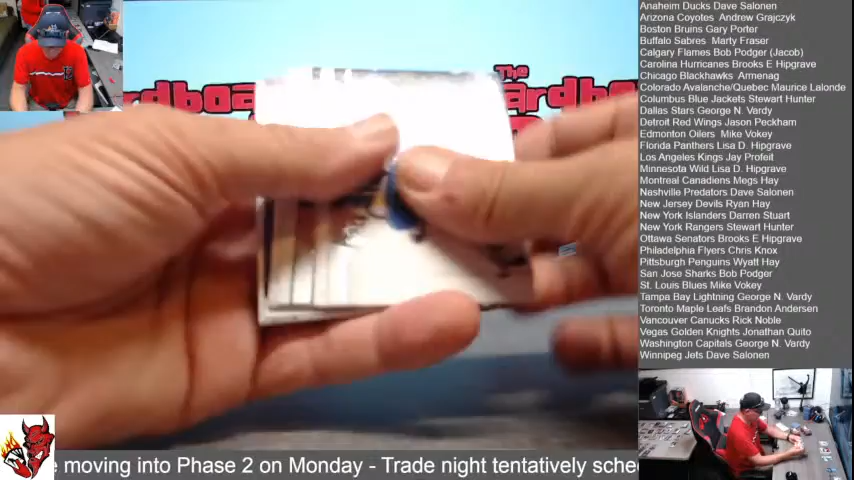 The
rdboa
ardb
Anaheim Ducks Dave Salonen
Arizona Coyotes Andrew Grajczyk
Boston Bruins Gary Porter
Buffalo Sabres Marty Fraser
Calgary Flames Bob Podger (Jacob)
Carolina Hurricanes Brooks E Hipgrave
Chicago Blackhawks Armenag
Colorado Avalanche/Quebec Maurice Lalonde
Columbus Blue Jackets Stewart Hunter
Dallas Stars George N. Vardy
Detroit Red Wings Jason Peckham
Edmonton Oilers Mike Vokey
Florida Panthers Lisa D. Hipgrave
Los Angeles Kings Jay Profeit
Minnesota Wild Lisa D. Hipgrave
Montreal Canadiens Megs Hay
Nashville Predators Dave Salonen
New Jersey Devils Ryan Hay
New York Islanders Darren Stuart
New York Rangers Stewart Hunter
Ottawa Senators Brooks E Hipgrave
Philadelphia Flyers Chris Knox
Pittsburgh Penguins Wyatt Hay
San Jose Sharks Bob Podger
St. Louis Blues Mike Vokey
Tampa Bay Lightning George N. Vardy
Toronto Maple Leafs Brandon Andersen
Vancouver Canucks Rick Noble
Vegas Golden Knights Jonathan Quito
Washington Capitals George N. Vardy
Winnipeg Jets Dave Salonen
e moving into Phase 2 on Monday - Trade night tentatively sche